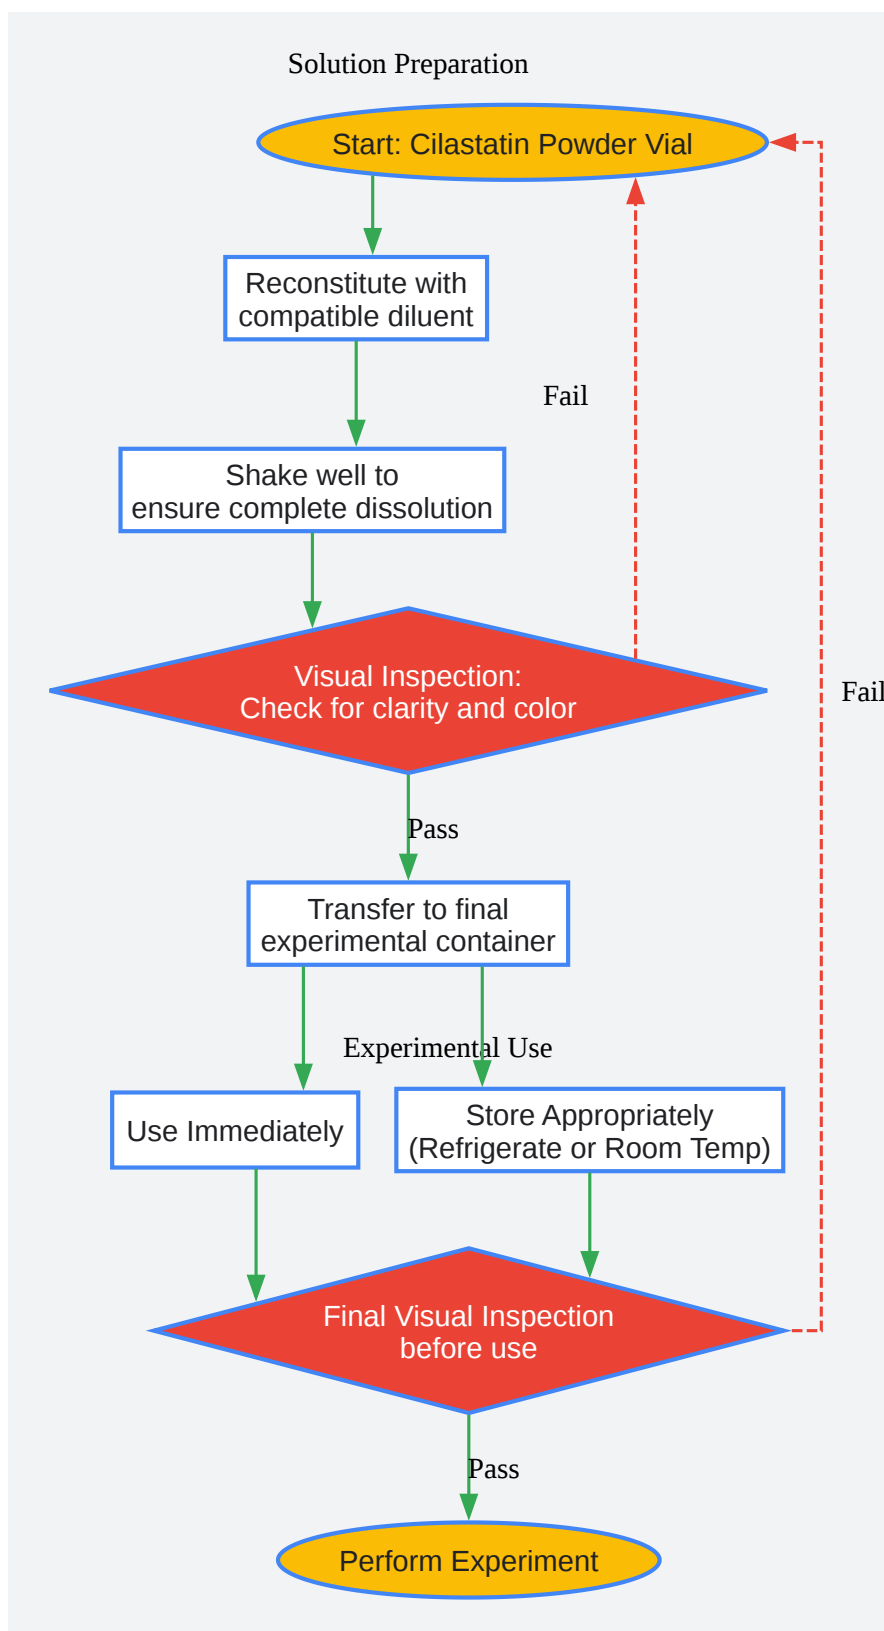 Solution Preparation
Start: Cilastatin Powder Vial
Reconstitute with
compatible diluent
Fail
Shake well to
ensure complete dissolution
Visual Inspection:
Check for clarity and color
Fail
Pass
Transfer to final
experimental container
Experimental Use
Use Immediately
Store Appropriately
(Refrigerate or Room Temp)
Final Visual Inspection
before use
Pass
Perform Experiment